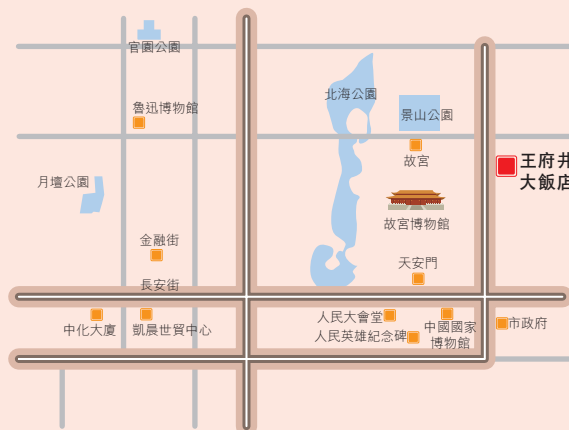 官園公園
北海公園
魯迅博物館
景山公園
故宮
王府井
大飯店
月壇公園
故宮博物館
金融街
天安門
長安街
人民大會堂
中國國家
博物館
市政府
中化大廈
凱晨世貿中心
人民英雄紀念碑